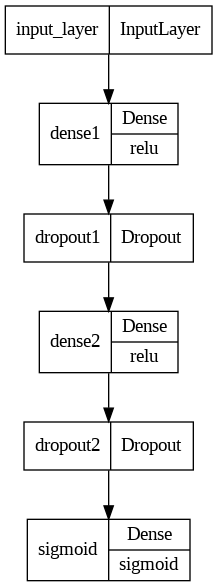 input_layer InputLayer
dense1 Dense
relu
dropout1 Dropout
dense2 Dense
relu
dropout2 Dropout
sigmoid Dense
sigmoid